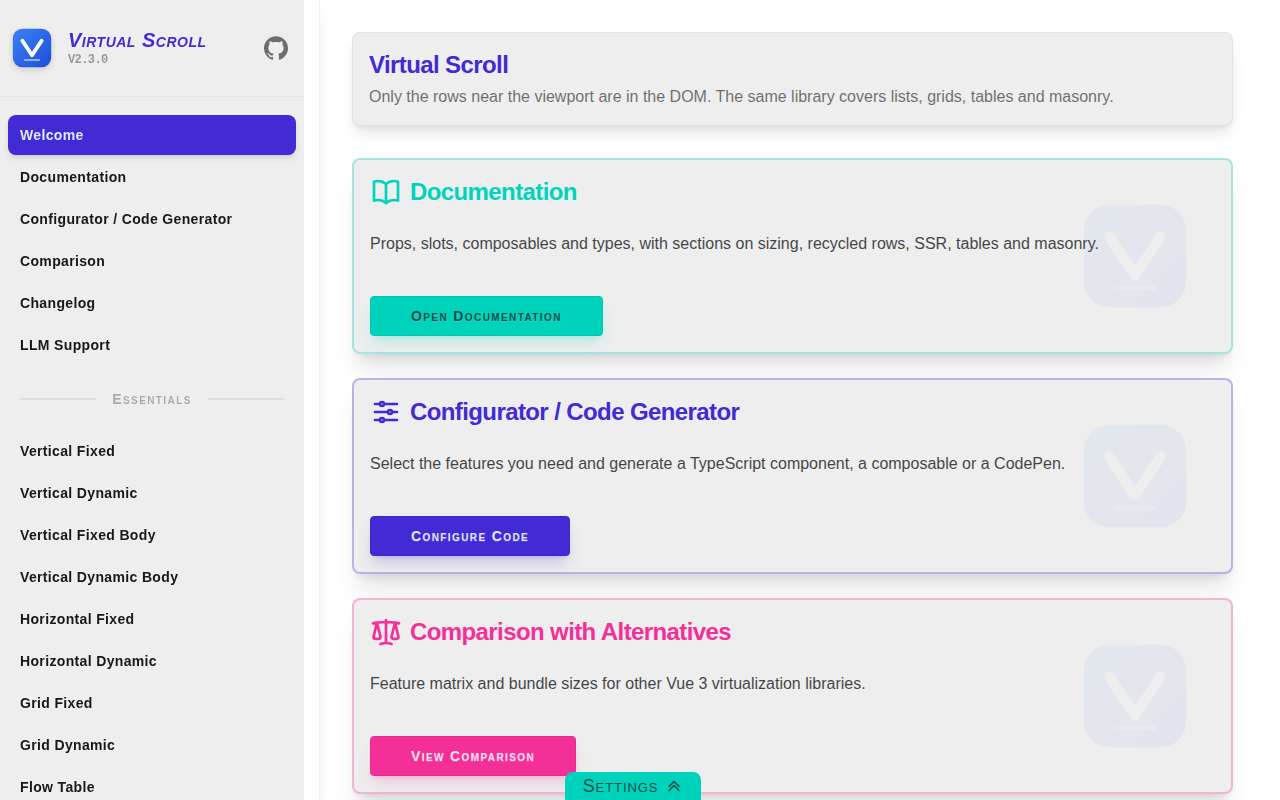 Virtual Scroll
V2.3.0
Welcome
Documentation
Configurator / Code Generator
Comparison
Changelog
LLM Support
Essentials
Vertical Fixed
Vertical Dynamic
Vertical Fixed Body
Vertical Dynamic Body
Horizontal Fixed
Horizontal Dynamic
Grid Fixed
Grid Dynamic
Flow Table
Virtual Scroll
Only the rows near the viewport are in the DOM. The same library covers lists, grids, tables and masonry.
Documentation
Props, slots, composables and types, with sections on sizing, recycled rows, SSR, tables and masonry.
Open Documentation
Configurator / Code Generator
Select the features you need and generate a TypeScript component, a composable or a CodePen.
Configure Code
Comparison with Alternatives
Feature matrix and bundle sizes for other Vue 3 virtualization libraries.
View Comparison
Settings